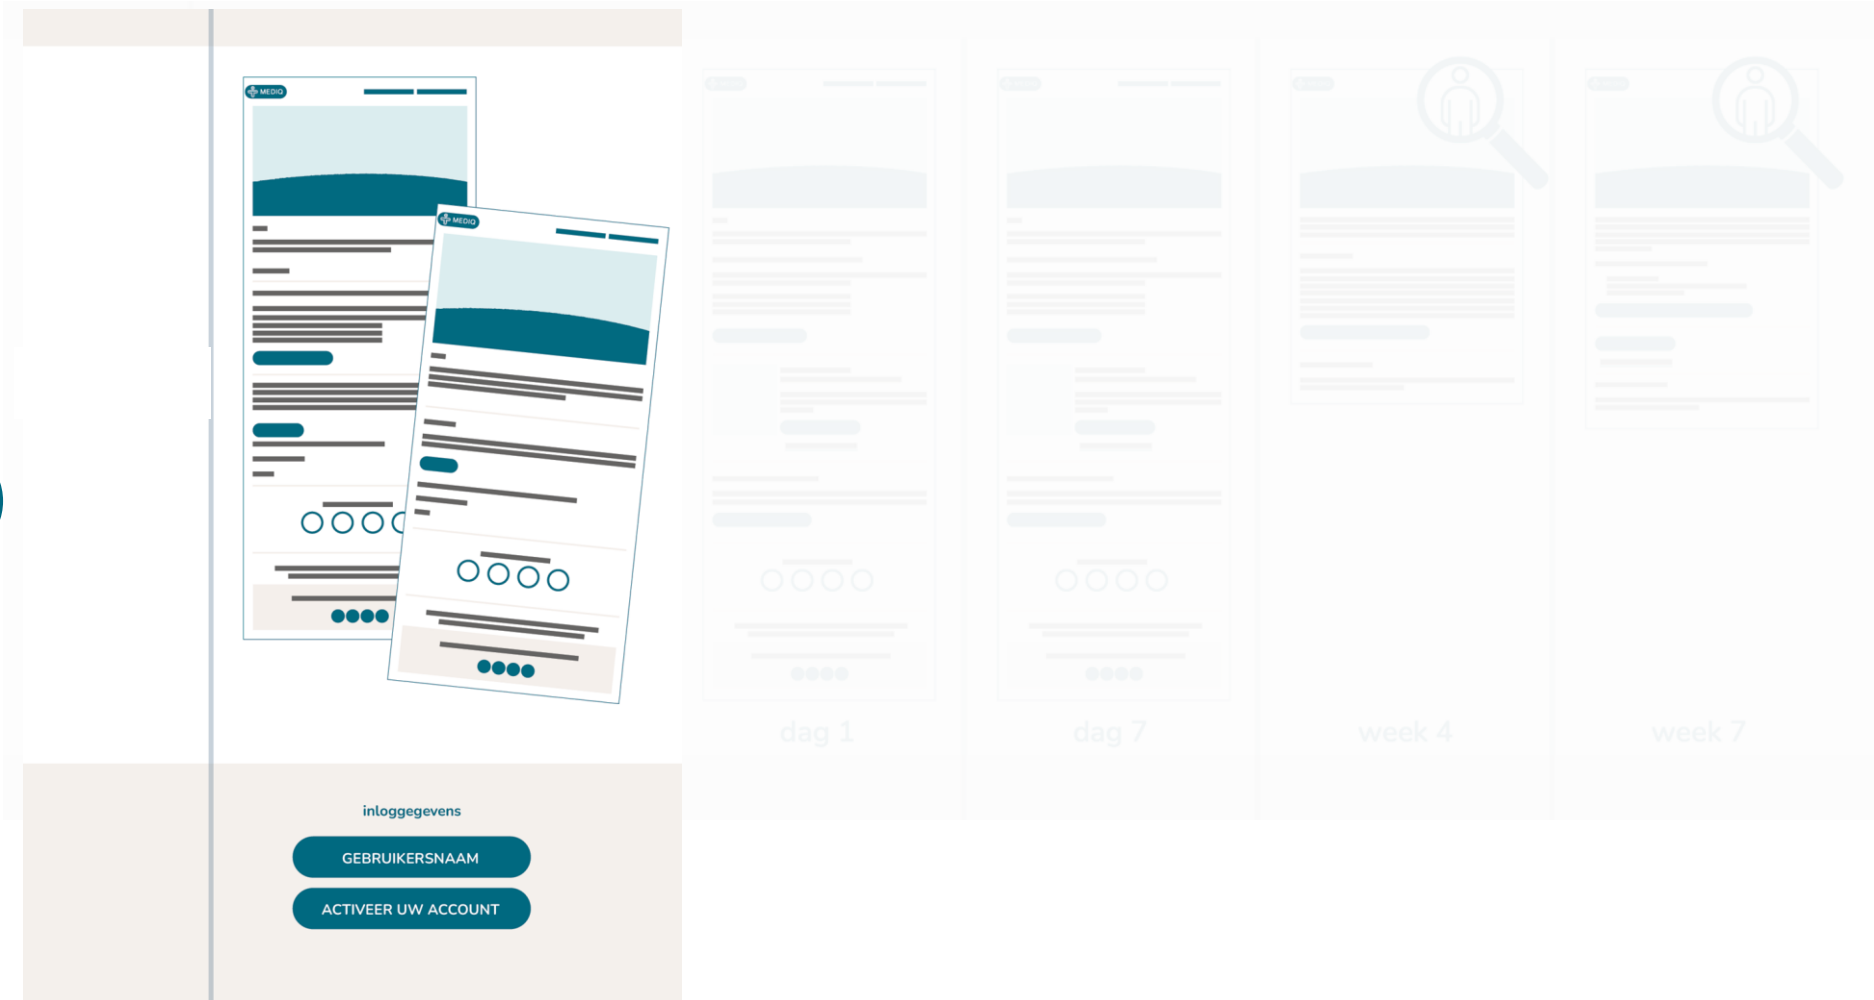 MEDIQ
MEDIQ
dag 1
dag 7
week 4
week 7
inloggegevens
GEBRUIKERSNAAM
ACTIVEER UW ACCOUNT